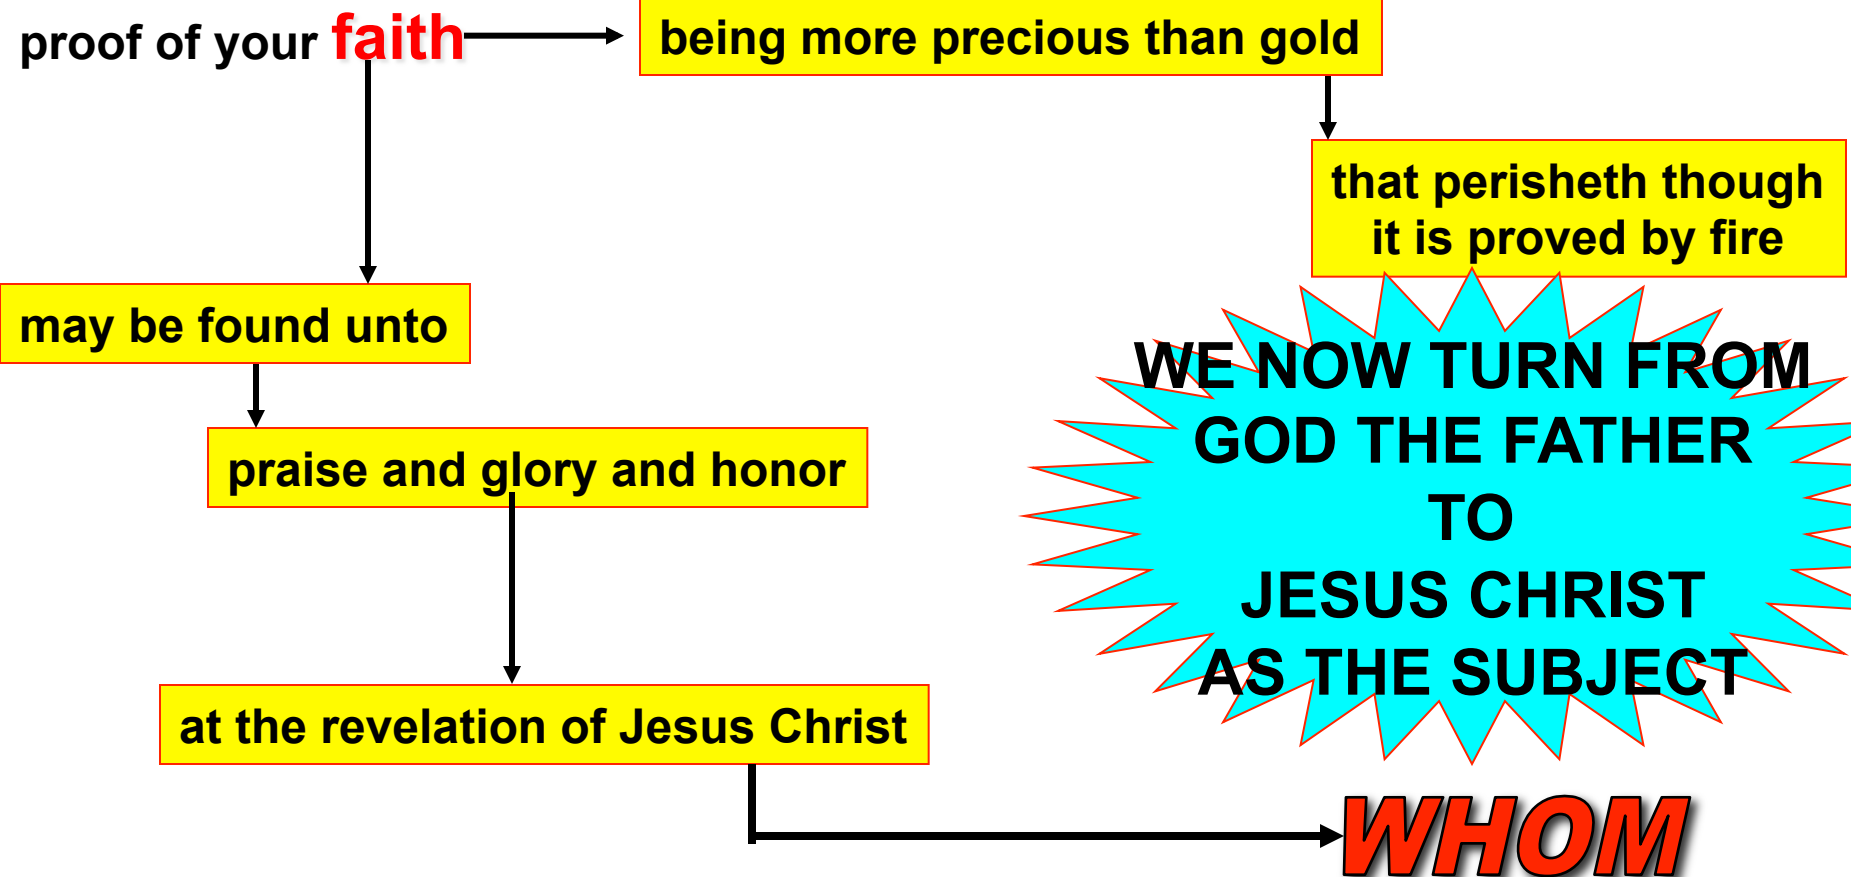 proof of your faith
being more precious than gold
that perisheth though
it is proved by fire
may be found unto
praise and glory and honor
at the revelation of Jesus Christ
WE NOW TURN FROM
GOD THE FATHER
TO
JESUS CHRIST
AS THE SUBJECT
WHOM